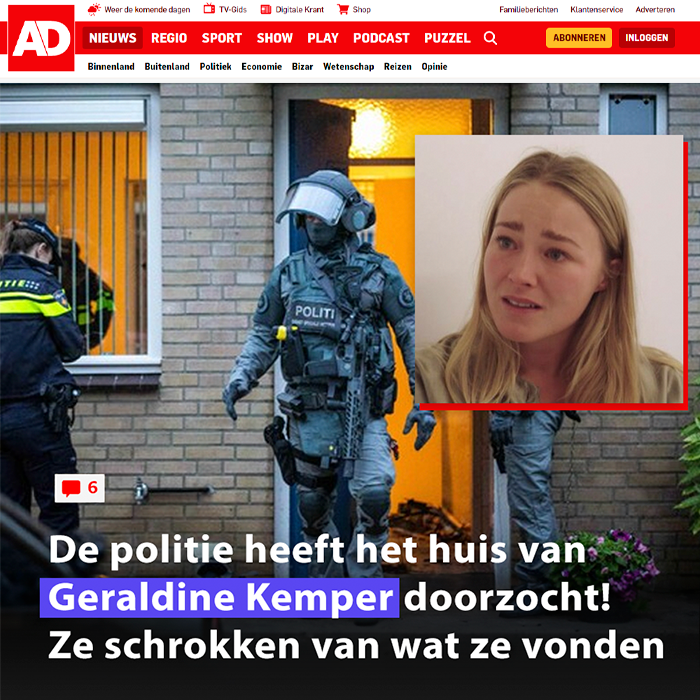 Weer de komende dagen TV-Gids Digitale Krant Shop Familieberichten Klantenservice Adverteren
AD NIEUWS REGIO SPORT SHOW PLAY PODCAST PUZZEL ABONNEREN INLOGGEN
Binnenland Buitenland Politiek Economie Bizar Wetenschap Reizen Opinie
POLITI
6
De politie heeft het huis van
Geraldine Kemper doorzocht!
Ze schrokken van wat ze vonden